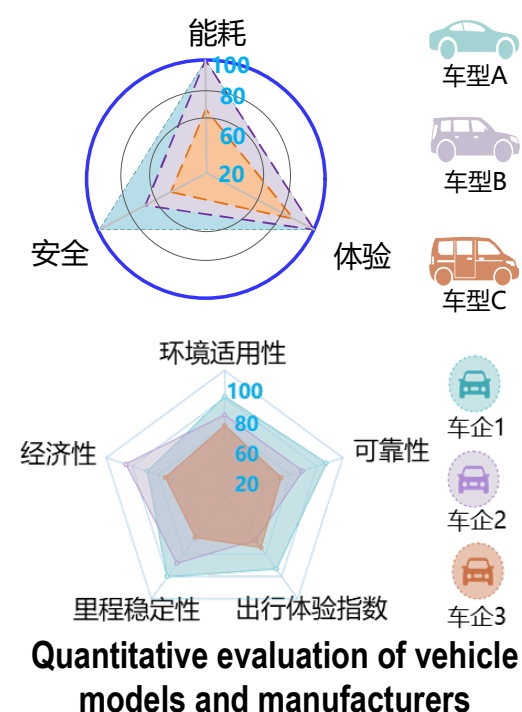 能耗
100
80
60
20
安全
体验
车型A
车型B
车型C
环境适用性
100
80
60
20
经济性
可靠性
里程稳定性
出行体验指数
车企1
车企2
车企3
Quantitative evaluation of vehicle
models and manufacturers